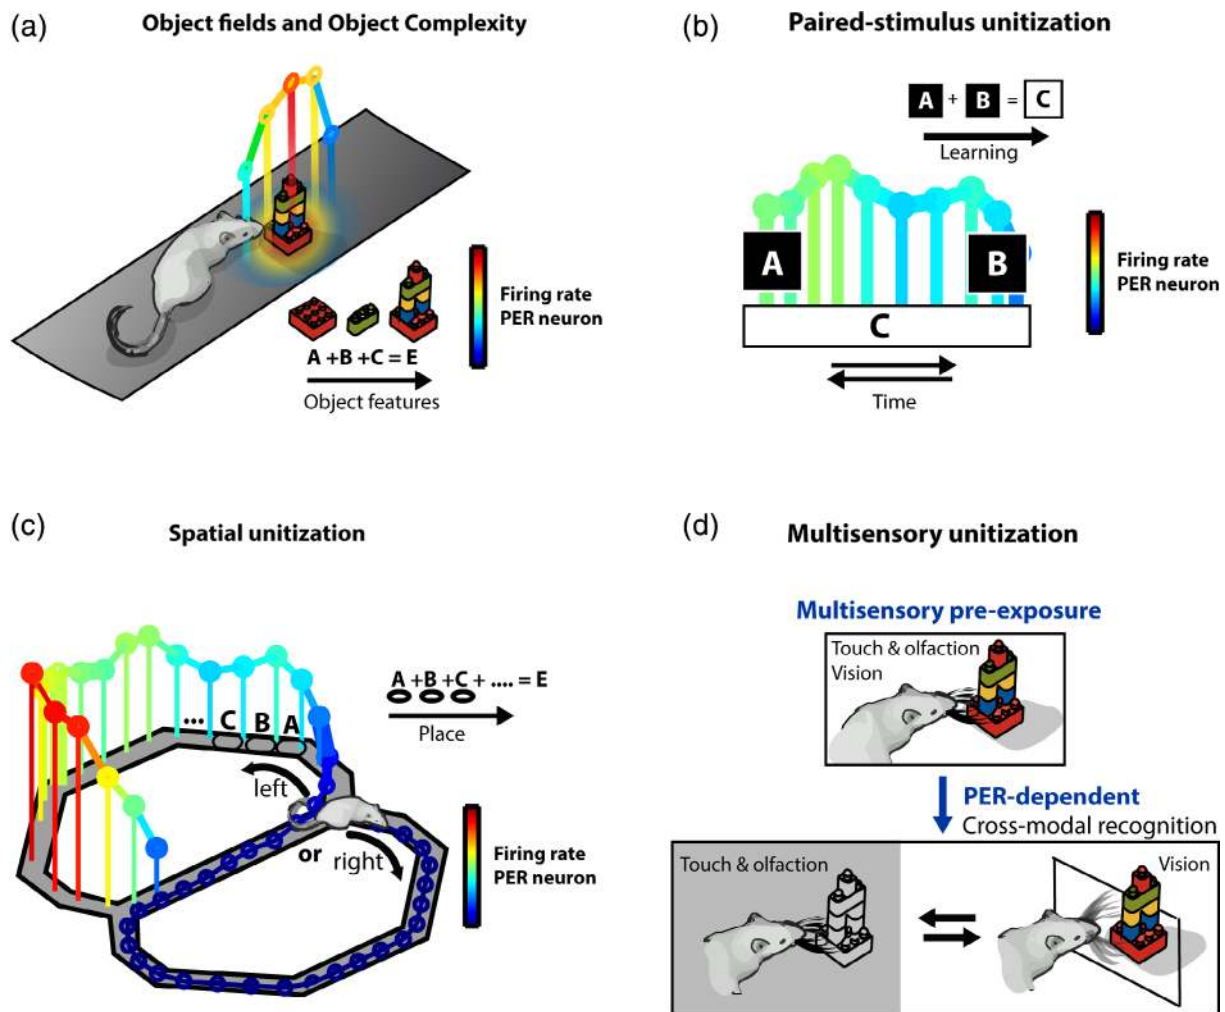 (a)
Object fields and Object Complexity
Firing rate
PER neuron
A +B +C = E
Object features
(b)
Paired-stimulus unitization
A + B = C
Learning
A
B
C
Time
Firing rate
PER neuron
(c)
Spatial unitization
A +B +C + .... = E
Place
... C B A
left
or
right
Firing rate
PER neuron
(d)
Multisensory unitization
Multisensory pre-exposure
Touch & olfaction
Vision
PER-dependent
Cross-modal recognition
Touch & olfaction
Vision